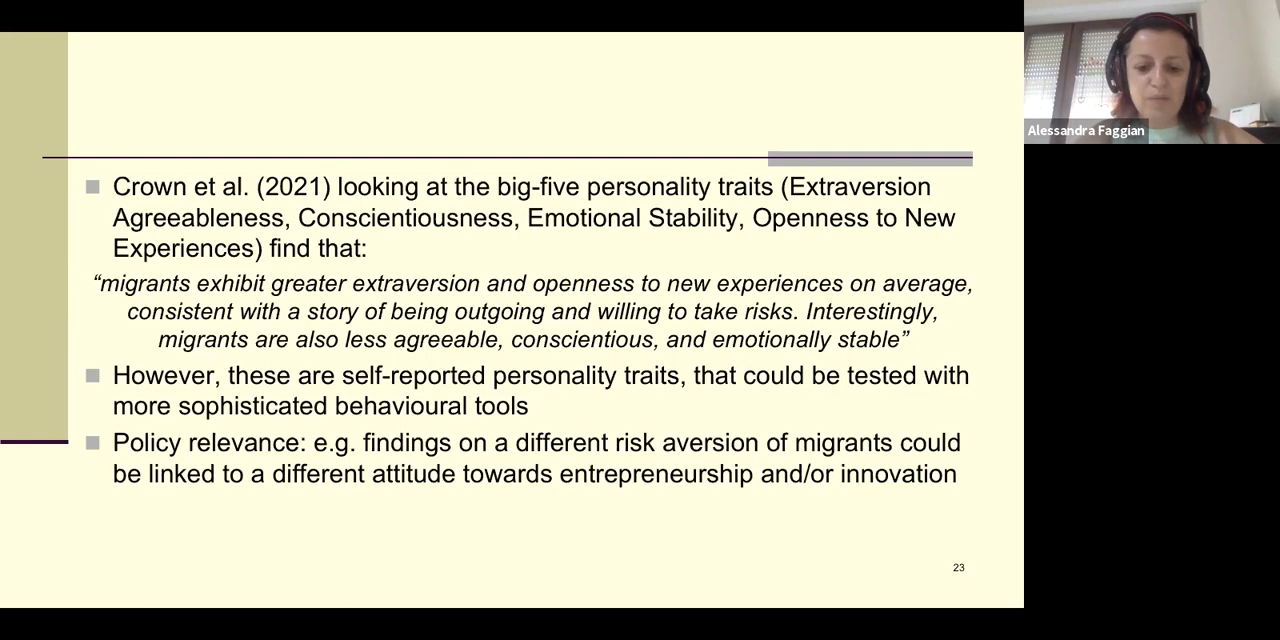 Crown et al. (2021) looking at the big-five personality traits (Extraversion
Agreeableness, Conscientiousness, Emotional Stability, Openness to New
Experiences) find that:
“migrants exhibit greater extraversion and openness to new experiences on average,
consistent with a story of being outgoing and willing to take risks. Interestingly,
migrants are also less agreeable, conscientious, and emotionally stable”
However, these are self-reported personality traits, that could be tested with
more sophisticated behavioural tools
Policy relevance: e.g. findings on a different risk aversion of migrants could
be linked to a different attitude towards entrepreneurship and/or innovation
23
Alessandra Faggian